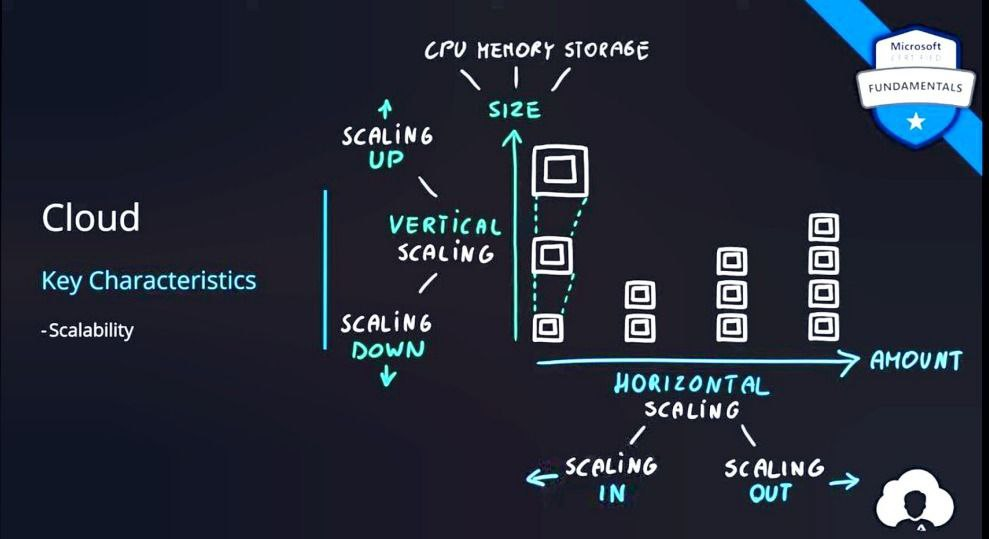 Cloud
Key Characteristics
-Scalability
CPU MEMORY STORAGE
SIZE
SCALING
UP
VERTICAL
SCALING
SCALING
DOWN
AMOUNT
HORIZONTAL
SCALING
SCALING
IN
SCALING
OUT
Microsoft
CERTIFIED
FUNDAMENTALS